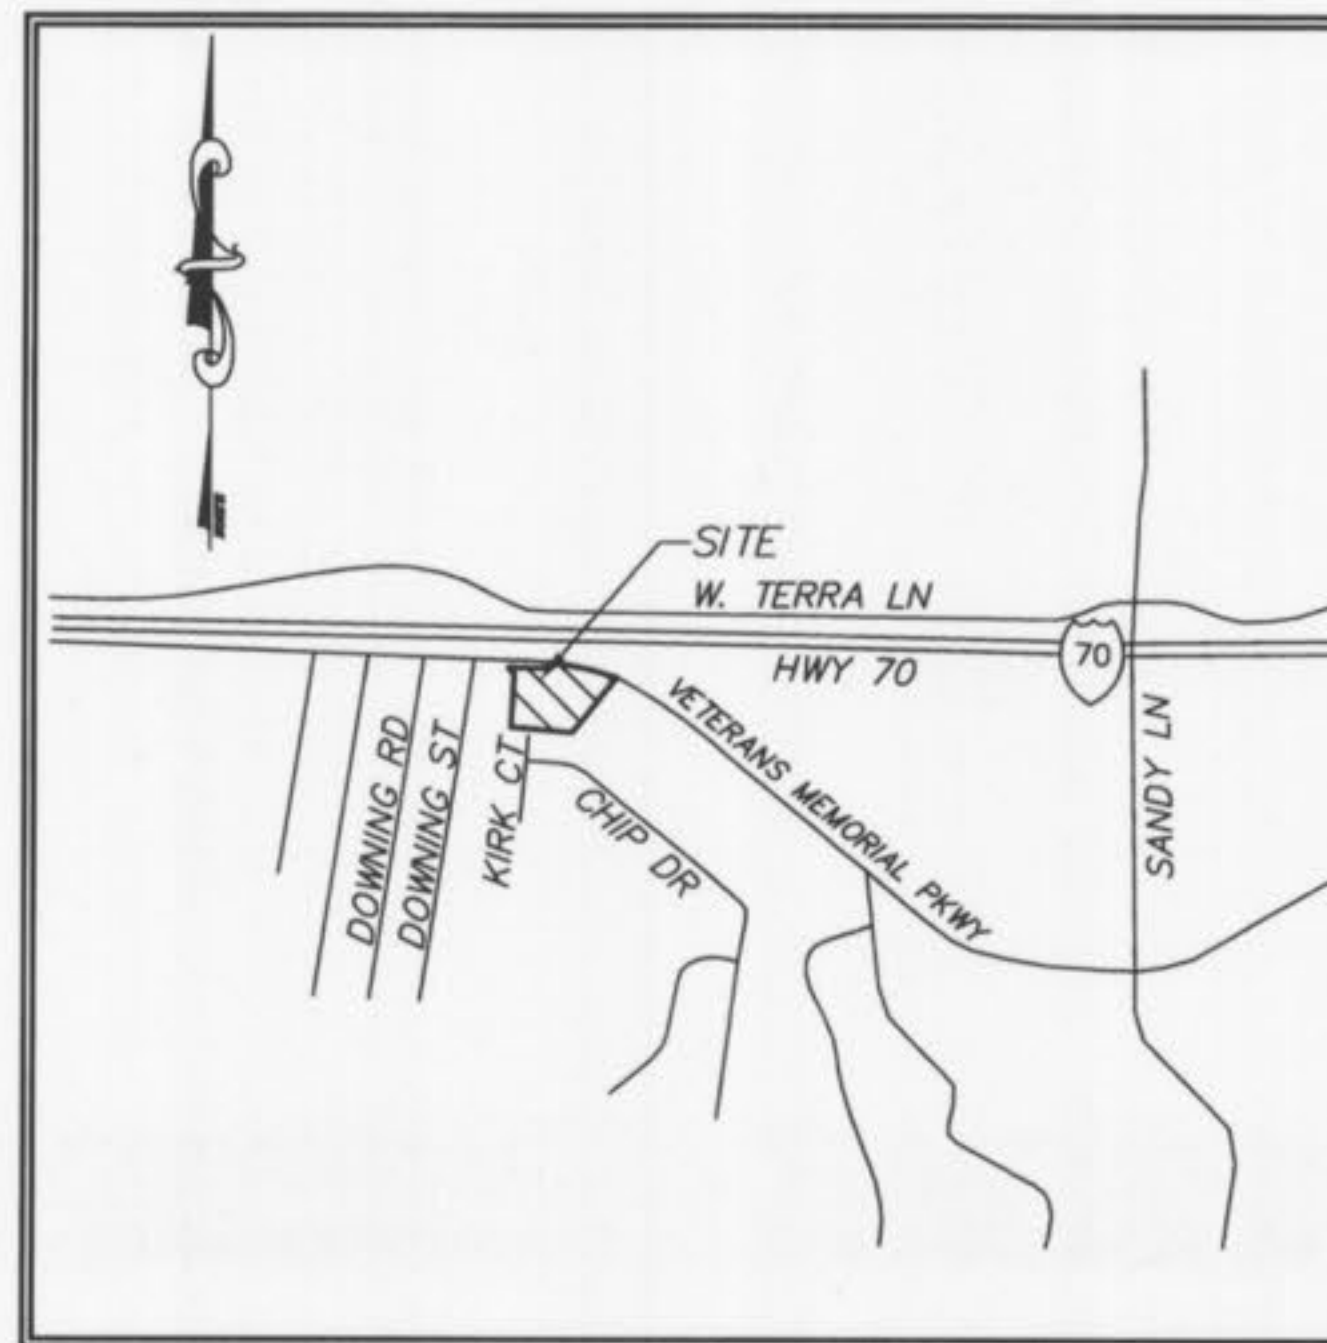 SITE
W. TERRA LN
HWY 70
70
VETERANS MEMORIAL PKWY
SANDY LN
DOWNING RD
DOWNING ST
KIRK CT
CHIP DR